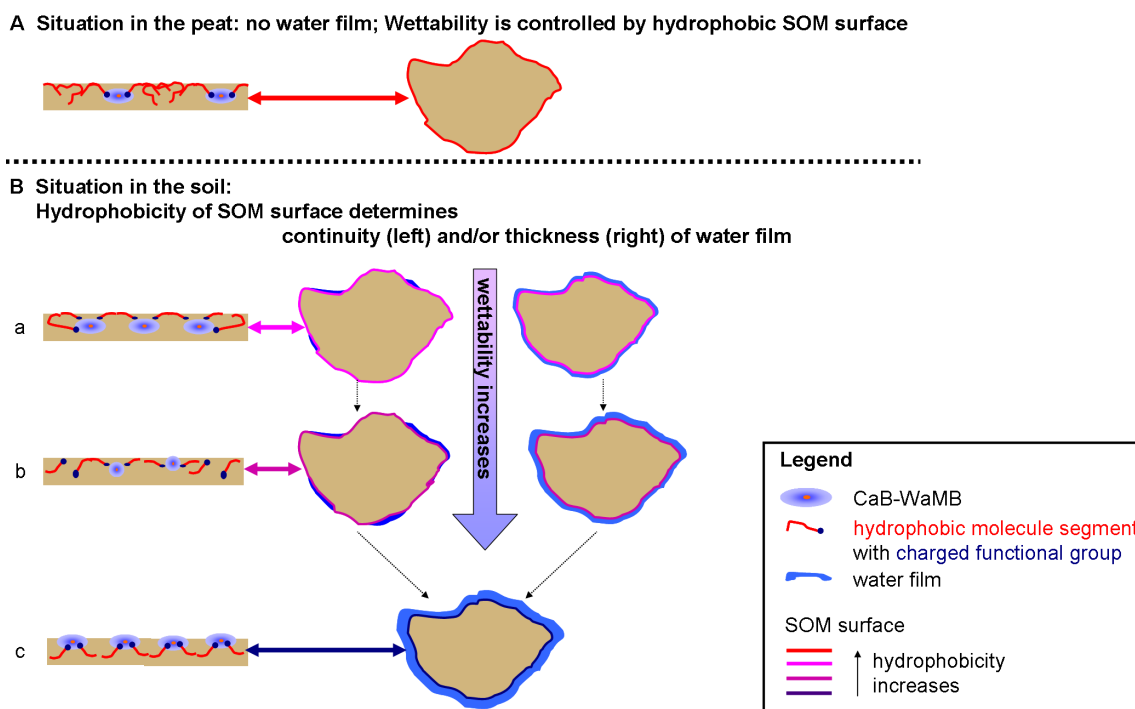 A Situation in the peat: no water film; Wettability is controlled by hydrophobic SOM surface
B Situation in the soil:
Hydrophobicity of SOM surface determines
continuity (left) and/or thickness (right) of water film
wettability increases
a
b
c
Legend
CaB-WaMB
hydrophobic molecule segment
with charged functional group
water film
SOM surface
hydrophobicity
increases